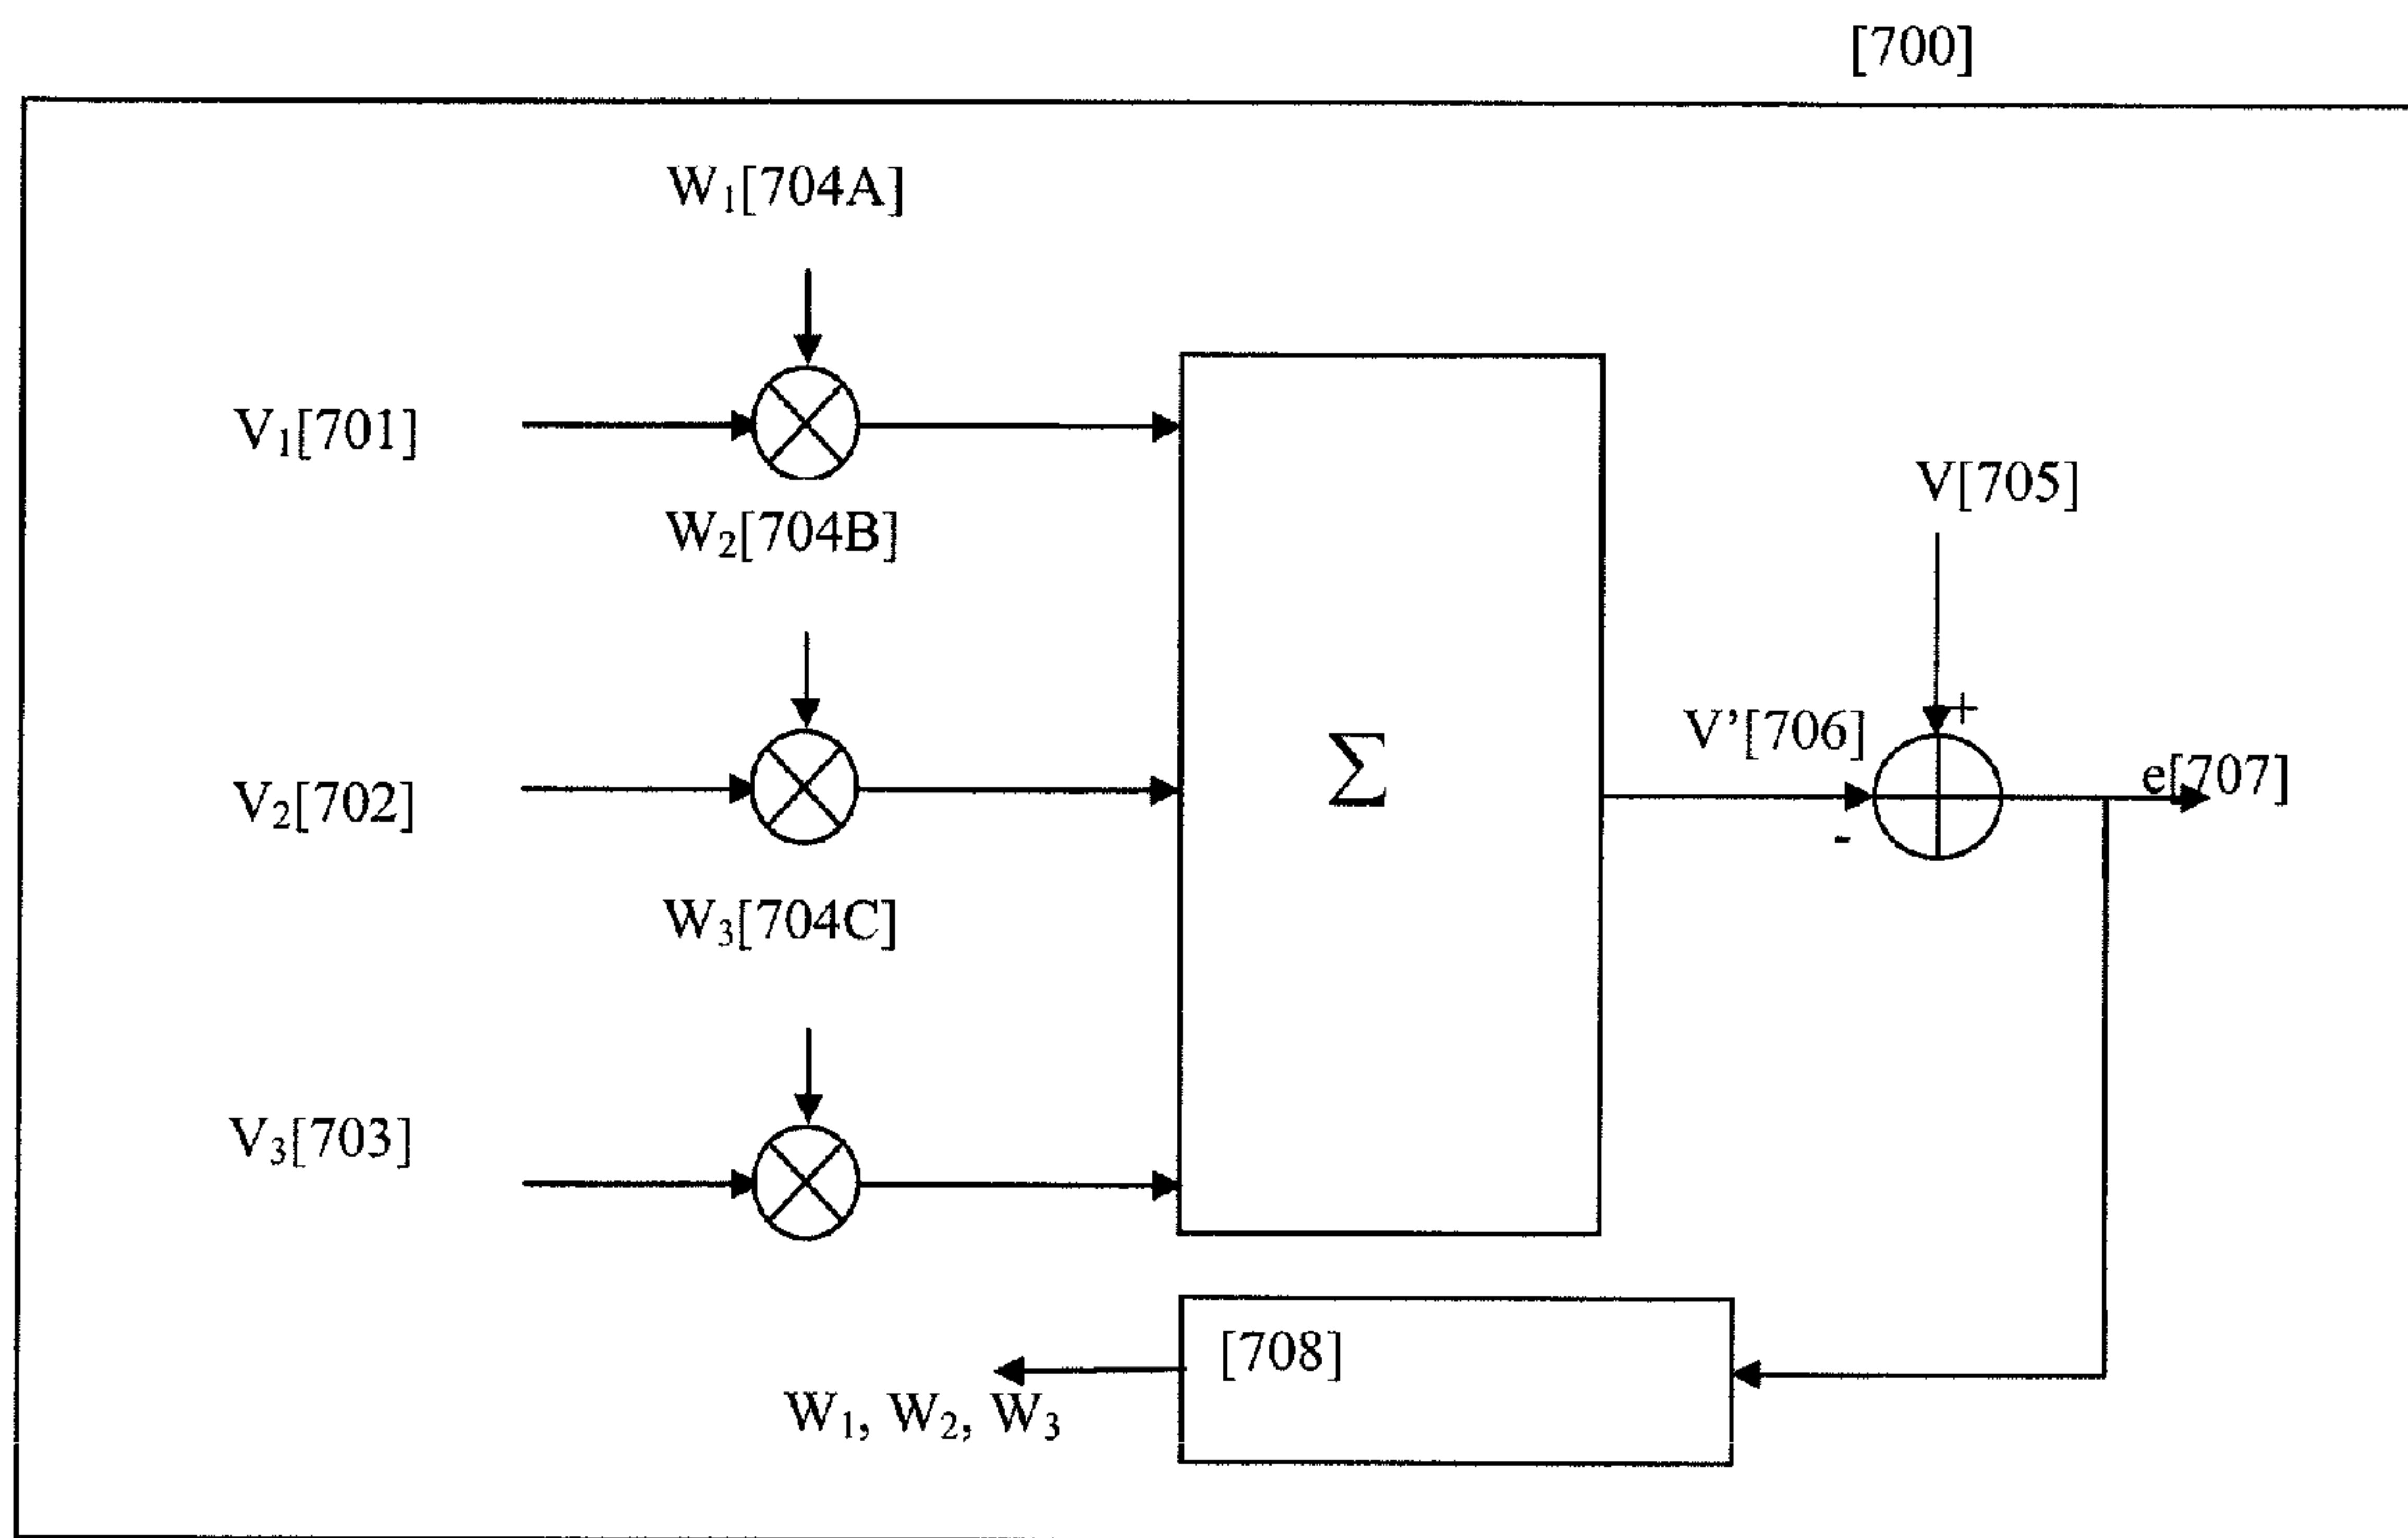 [700]
W₁[704A]
V₁[701]
W₂[704B]
V[705]
V'[706]
+
Σ
-
e[707]
V₂[702]
W₃[704C]
V₃[703]
[708]
W₁, W₂, W₃